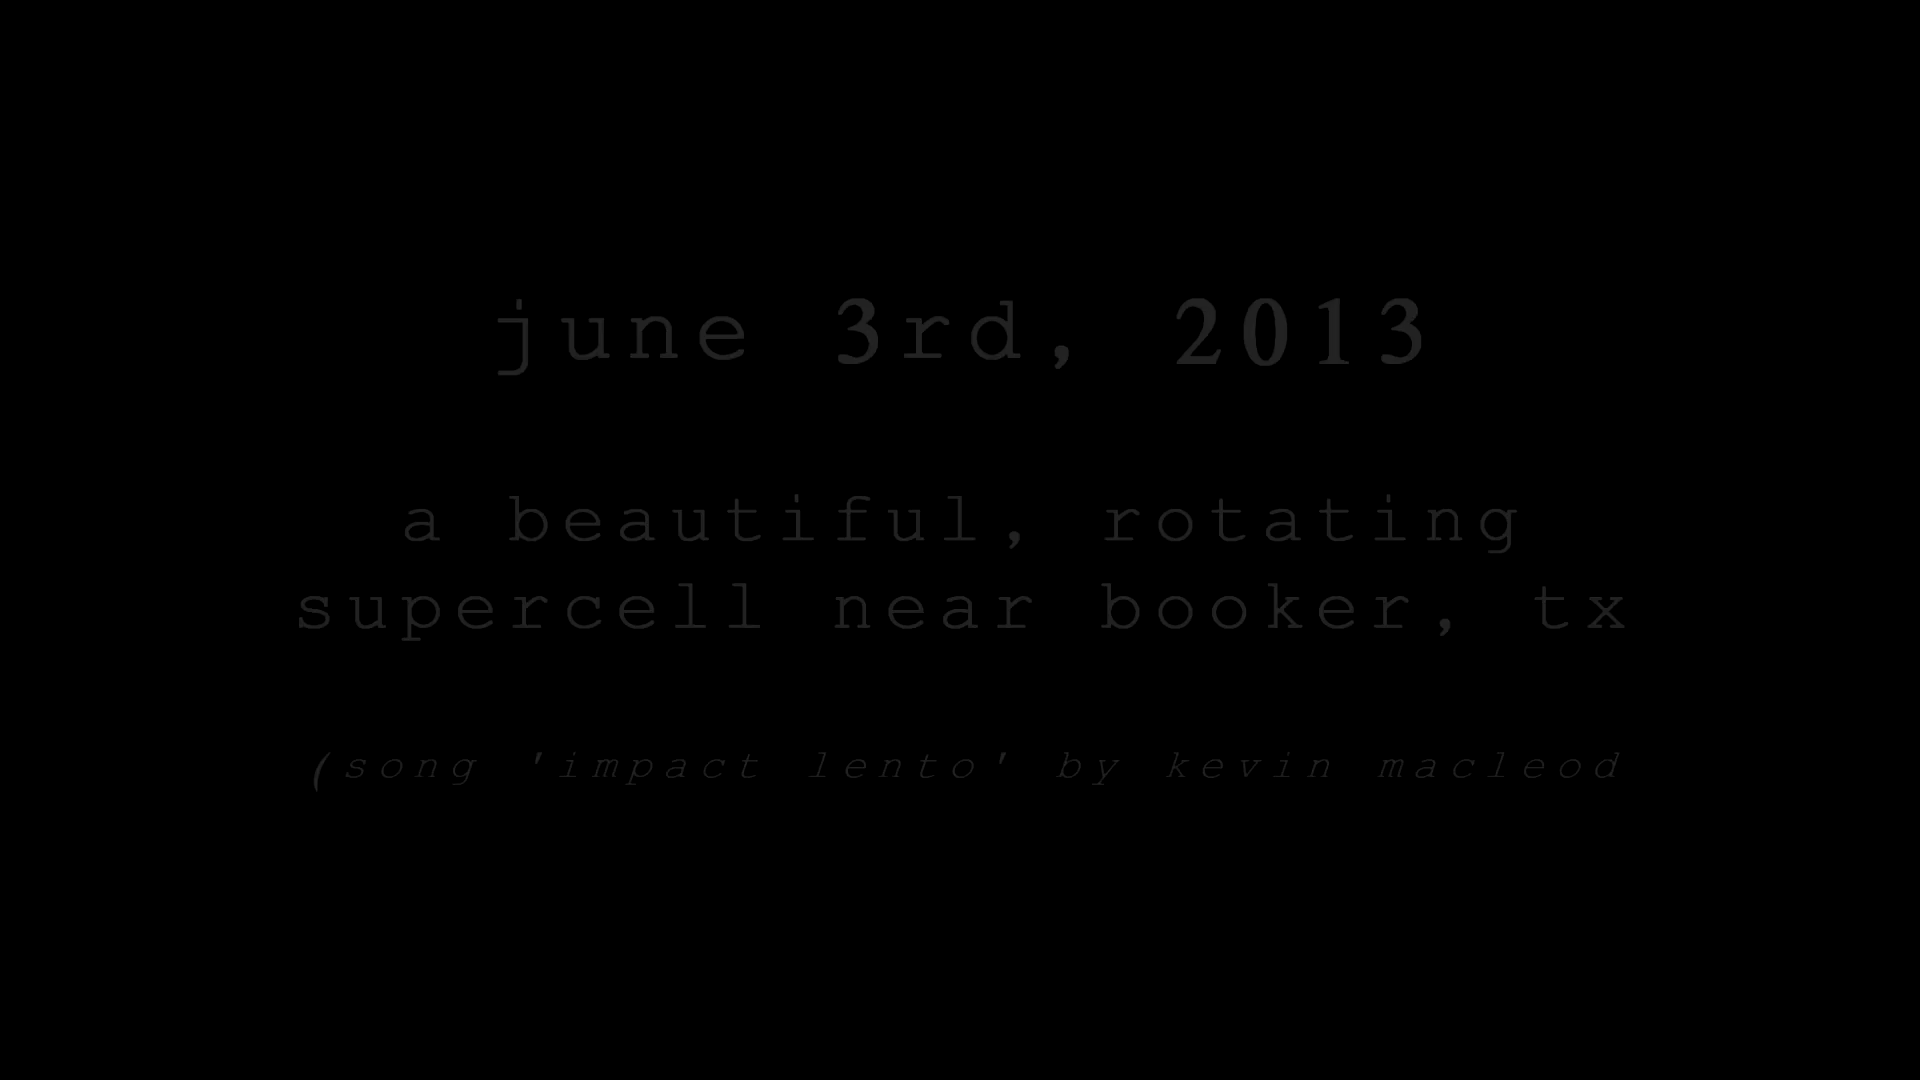 june 3rd, 2013
a beautiful, rotating
supercell near booker, tx
(song 'impact lento' by kevin macleod